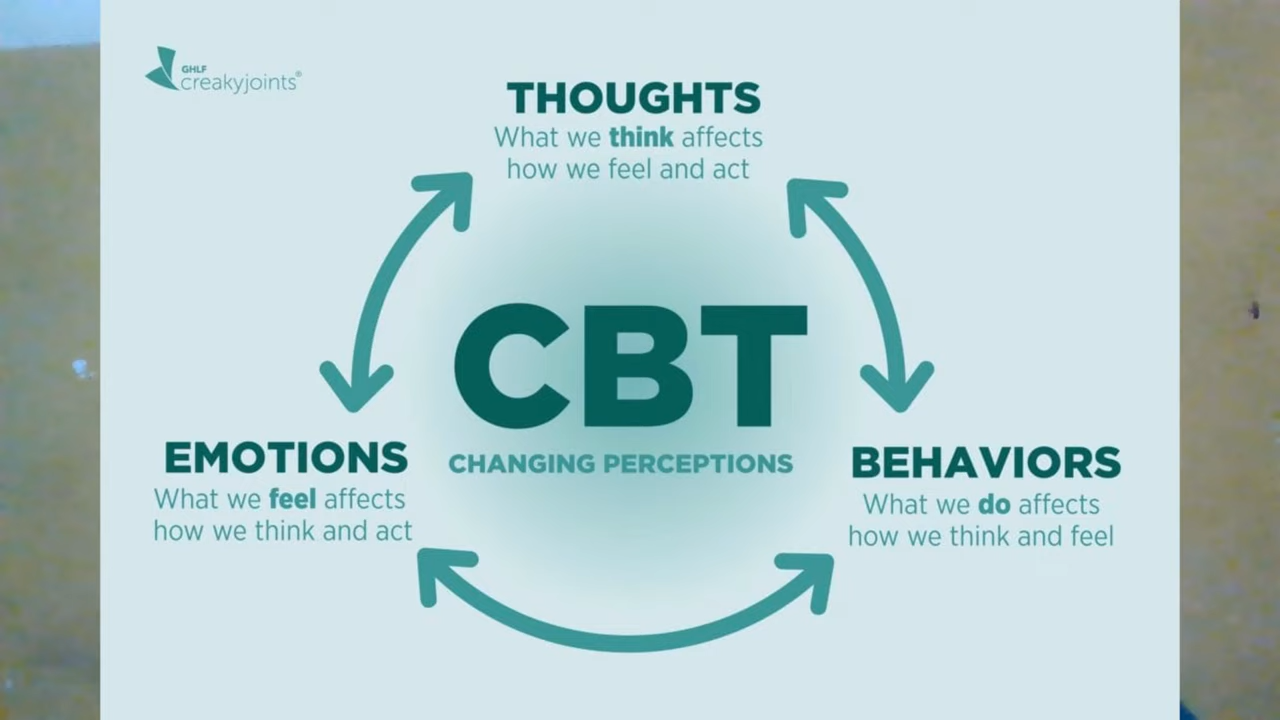 GHLF
creakyjoints®
THOUGHTS
What we think affects
how we feel and act
CBT
CHANGING PERCEPTIONS
EMOTIONS
What we feel affects
how we think and act
BEHAVIORS
What we do affects
how we think and feel